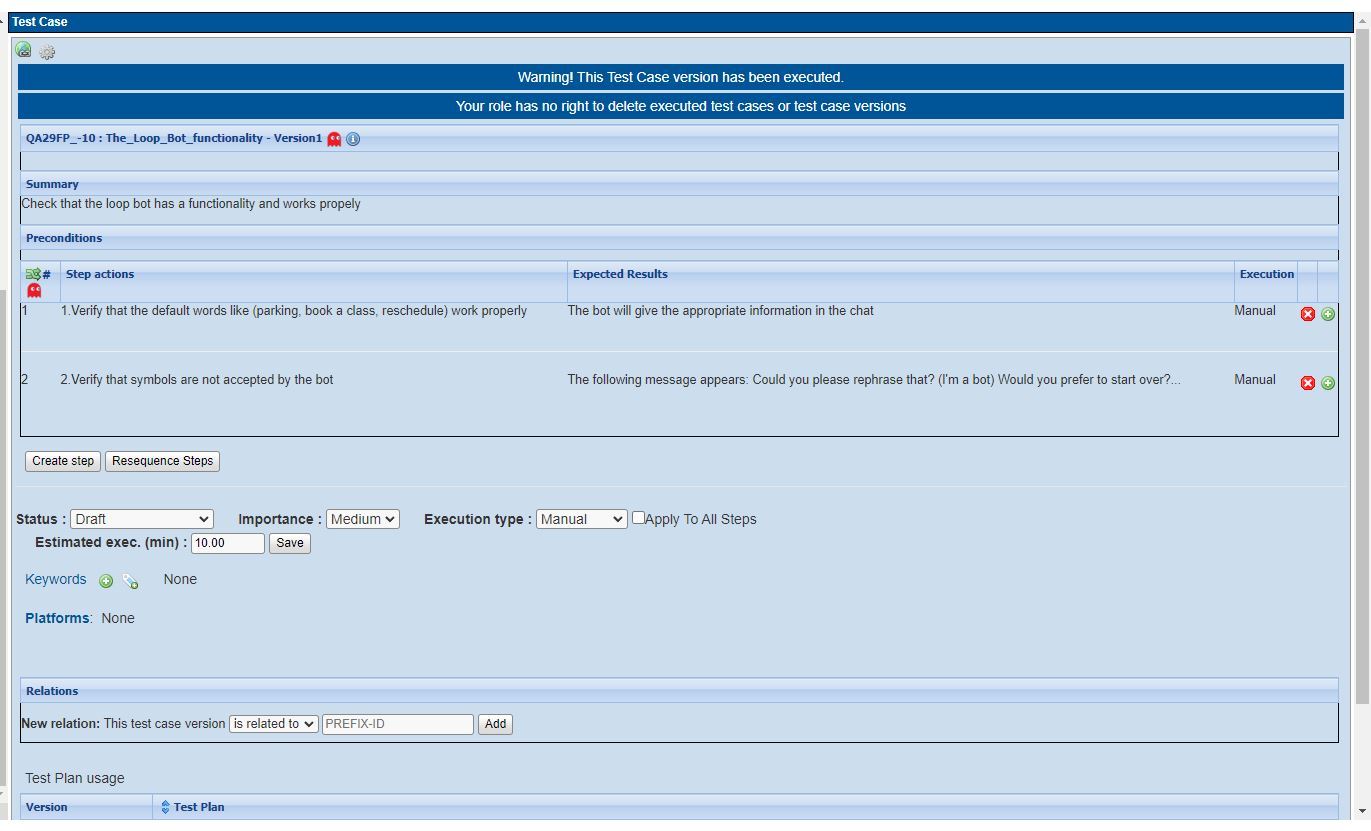 Test Case
Warning! This Test Case version has been executed.
Your role has no right to delete executed test cases or test case versions
QA29FP_-10 : The_Loop_Bot_functionality - Version1
Summary
Check that the loop bot has a functionality and works propely
Preconditions
# Step actions Expected Results Execution
1 1.Verify that the default words like (parking, book a class, reschedule) work properly The bot will give the appropriate information in the chat Manual
2 2.Verify that symbols are not accepted by the bot The following message appears: Could you please rephrase that? (I'm a bot) Would you prefer to start over?... Manual
Create step Resequence Steps
Status : Draft Importance : Medium Execution type : Manual Apply To All Steps
Estimated exec. (min) : 10.00 Save
Keywords None
Platforms: None
Relations
New relation: This test case version is related to PREFIX-ID Add
Test Plan usage
Version Test Plan